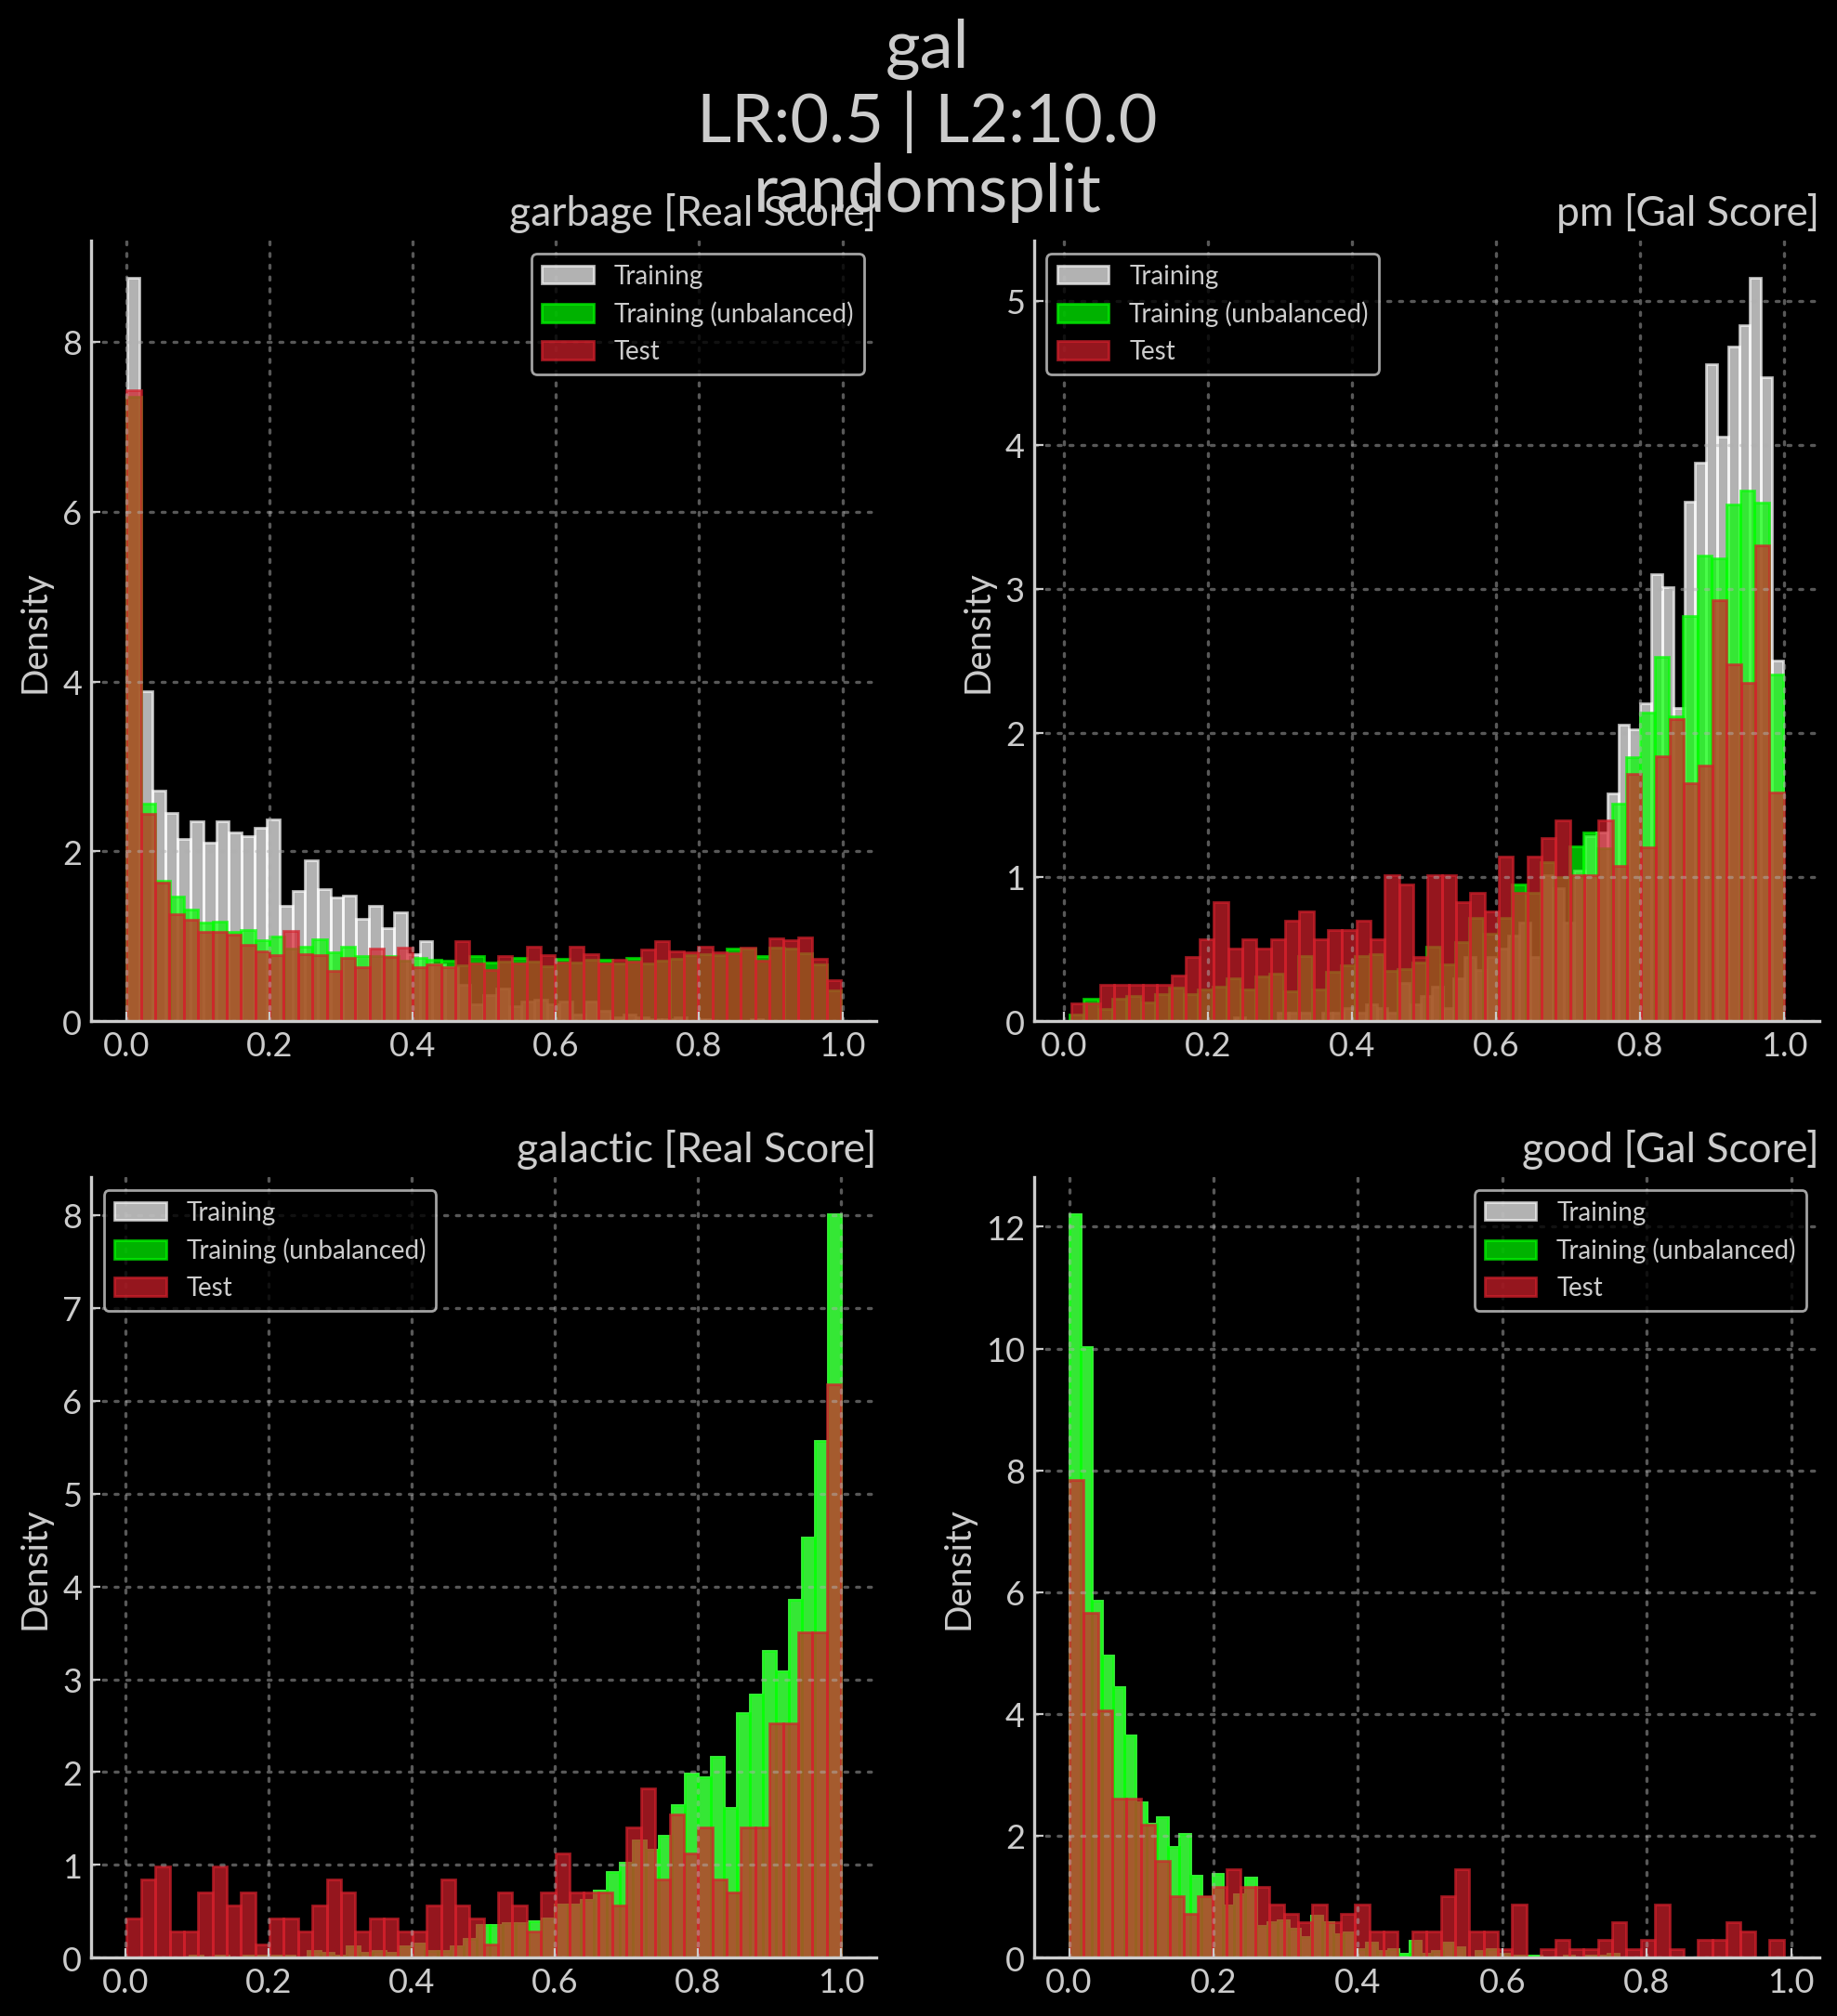 gal
LR:0.5 | L2:10.0
randomsplit
garbage [Real Score]
Training
Training (unbalanced)
Test
8
6
4
2
0
Density
0.0 0.2 0.4 0.6 0.8 1.0
pm [Gal Score]
Training
Training (unbalanced)
Test
5
4
3
2
1
0
Density
0.0 0.2 0.4 0.6 0.8 1.0
galactic [Real Score]
Training
Training (unbalanced)
Test
8
7
6
5
4
3
2
1
0
Density
0.0 0.2 0.4 0.6 0.8 1.0
good [Gal Score]
Training
Training (unbalanced)
Test
12
10
8
6
4
2
0
Density
0.0 0.2 0.4 0.6 0.8 1.0